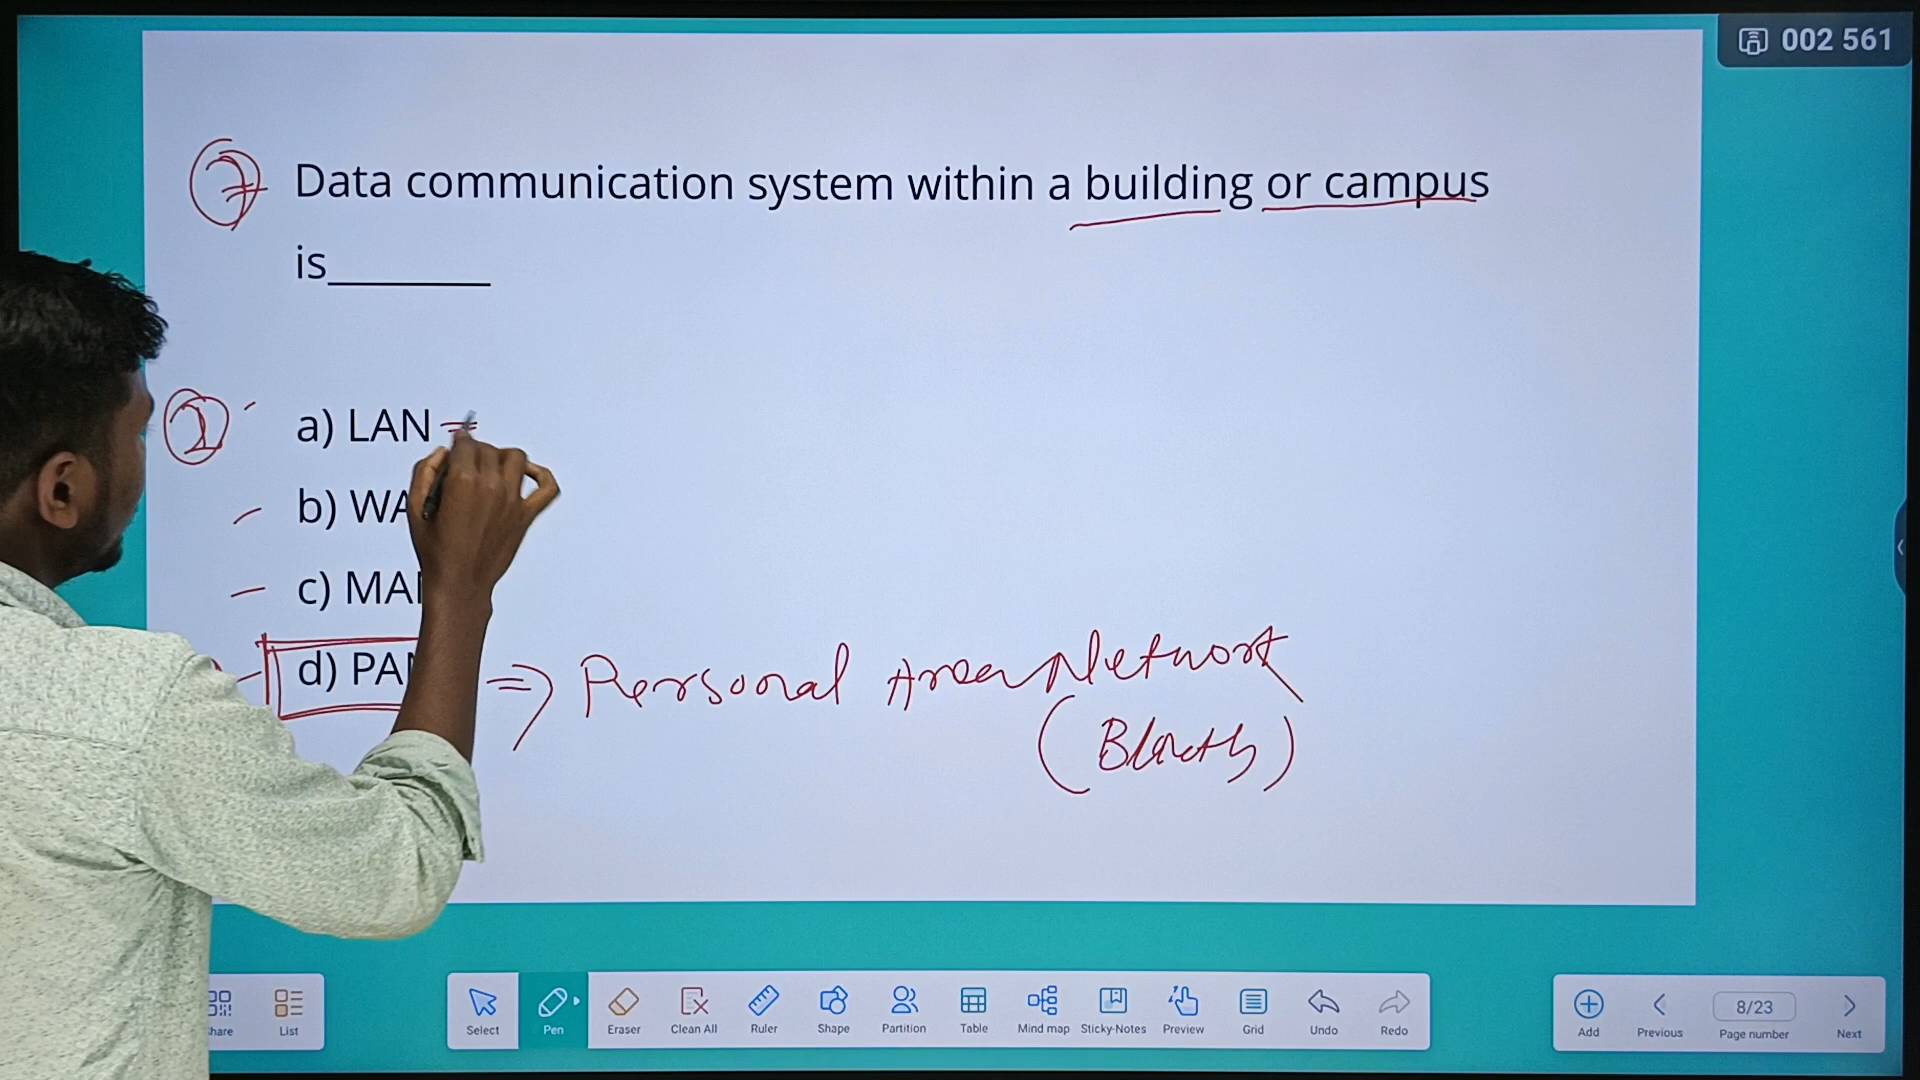 002 561
7 Data communication system within a building or campus
is_______
1 a) LAN =
b) WA
c) MA
d) PA => Personal Area Network
(
)
hare
List
Select
Pen
Eraser
Clean All
Ruler
Shape
Partition
Table
Mind map
Sticky-Notes
Preview
Grid
Undo
Redo
Add
Previous
8/23
Page number
Next